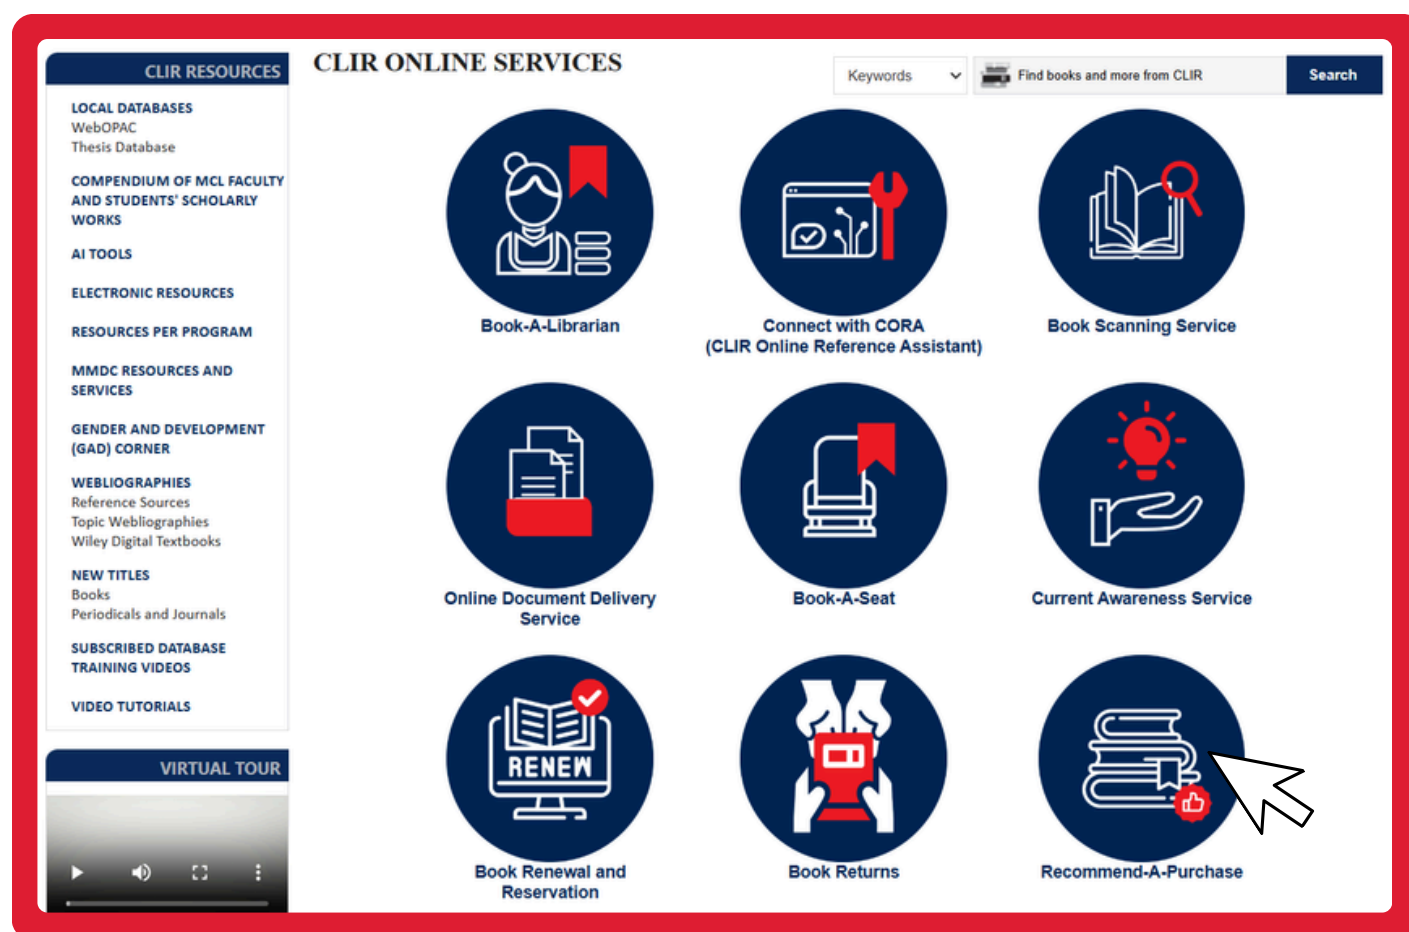 CLIR RESOURCES
LOCAL DATABASES
WebOPAC
Thesis Database
COMPENDIUM OF MCL FACULTY
AND STUDENTS' SCHOLARLY
WORKS
AI TOOLS
ELECTRONIC RESOURCES
RESOURCES PER PROGRAM
MMDC RESOURCES AND
SERVICES
GENDER AND DEVELOPMENT
(GAD) CORNER
WEBLIOGRAPHIES
Reference Sources
Topic Webliographies
Wiley Digital Textbooks
NEW TITLES
Books
Periodicals and Journals
SUBSCRIBED DATABASE
TRAINING VIDEOS
VIDEO TUTORIALS
VIRTUAL TOUR
CLIR ONLINE SERVICES
Keywords
Find books and more from CLIR
Search
Book-A-Librarian
Connect with CORA
(CLIR Online Reference Assistant)
Book Scanning Service
Online Document Delivery
Service
Book-A-Seat
Current Awareness Service
RENEW
Book Renewal and
Reservation
Book Returns
Recommend-A-Purchase